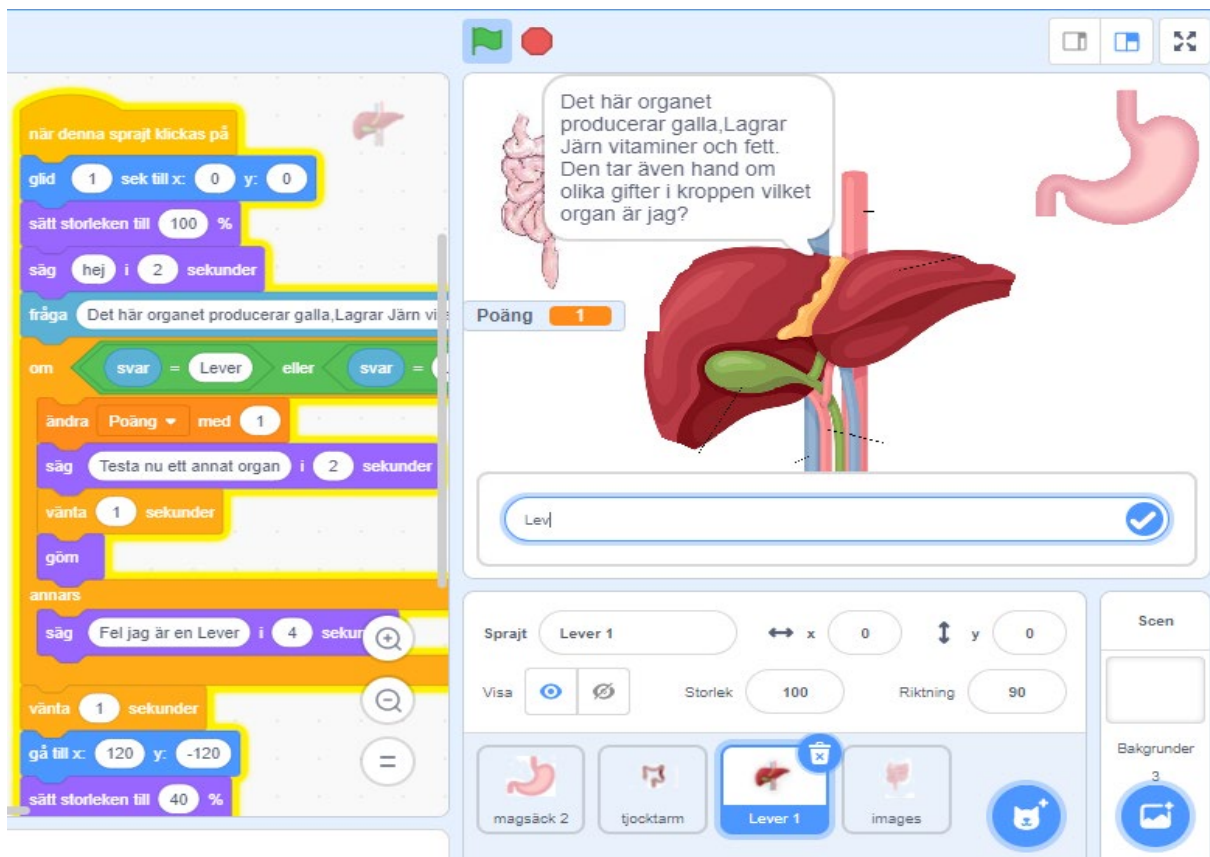 när denna sprajt klickas på
glid 1 sek till x: 0 y: 0
sätt storleken till 100 %
säg hej i 2 sekunder
fråga Det här organet producerar galla,Lagrar Järn vi
om svar = Lever eller svar =
ändra Poäng med 1
säg Testa nu ett annat organ i 2 sekunder
vänta 1 sekunder
göm
annars
säg Fel jag är en Lever i 4 sekun
vänta 1 sekunder
gå till x: 120 y: -120
sätt storleken till 40 %
Det här organet
producerar galla,Lagrar
Järn vitaminer och fett.
Den tar även hand om
olika gifter i kroppen vilket
organ är jag?
Poäng 1
Lev
Sprajt Lever 1 x 0 y 0
Visa Storlek 100 Riktning 90
magsäck 2 tjocktarm Lever 1 images
Scen
Bakgrunder
3